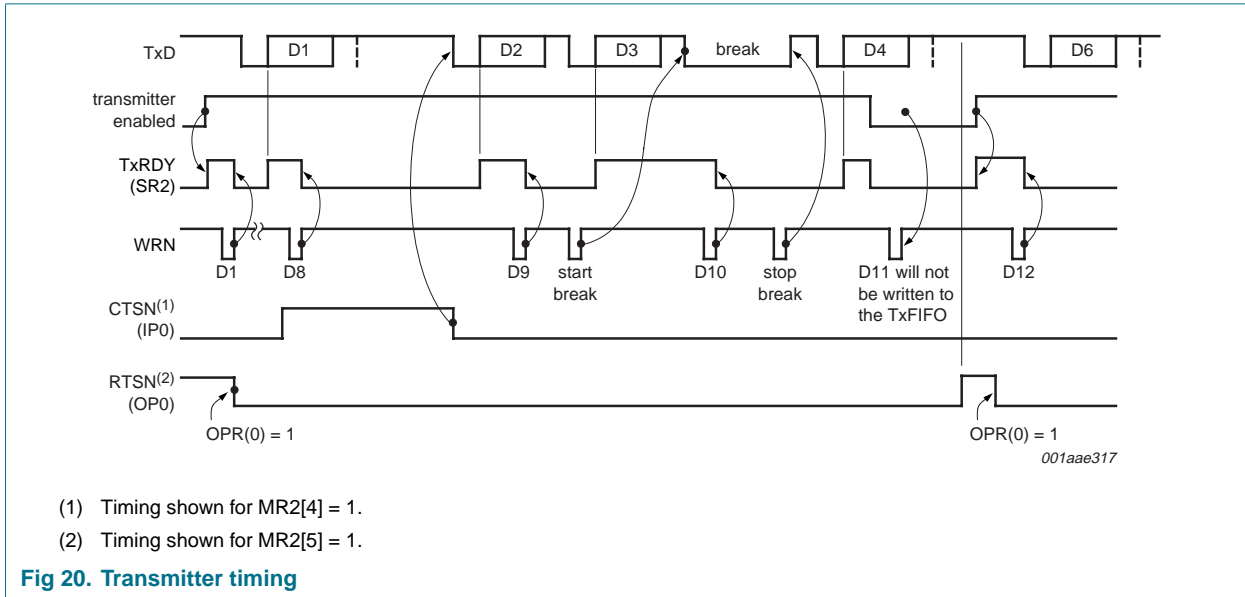 TxD
D1
D2
D3
break
D4
D6
transmitter
enabled
TxRDY
(SR2)
WRN
D1
D8
D9
start
break
D10
stop
break
D11 will not
be written to
the TxFIFO
D12
CTSN(1)
(IP0)
RTSN(2)
(OP0)
OPR(0) = 1
OPR(0) = 1
001aae317
(1) Timing shown for MR2[4] = 1.
(2) Timing shown for MR2[5] = 1.
Fig 20. Transmitter timing